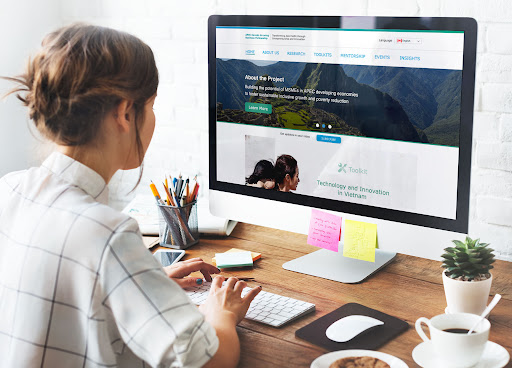 Language
HOME ABOUT US RESEARCH TOOLKITS MENTORSHIP EVENTS INSIGHTS
About the Project
Building the potential of MSMEs in APEC developing economies
to foster sustainable inclusive growth and poverty reduction
Learn More
Toolkit
Technology and Innovation
in Vietnam